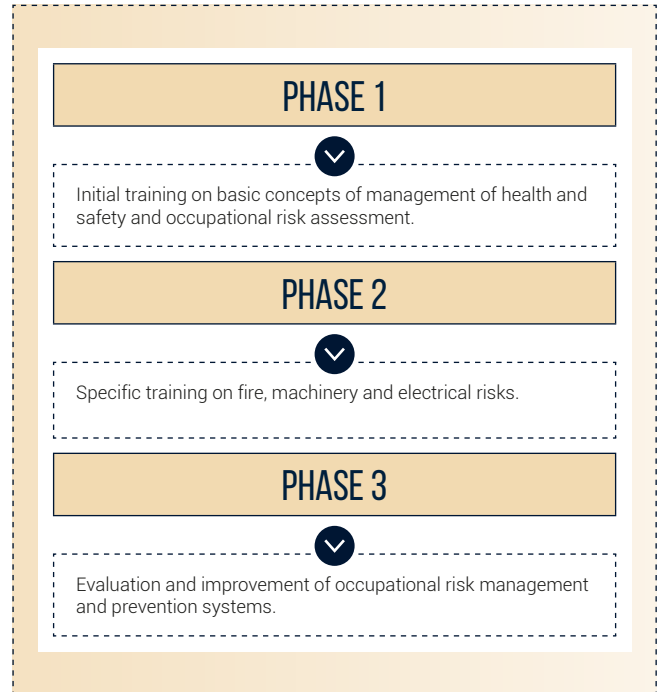 PHASE 1
Initial training on basic concepts of management of health and
safety and occupational risk assessment.
PHASE 2
Specific training on fire, machinery and electrical risks.
PHASE 3
Evaluation and improvement of occupational risk management
and prevention systems.